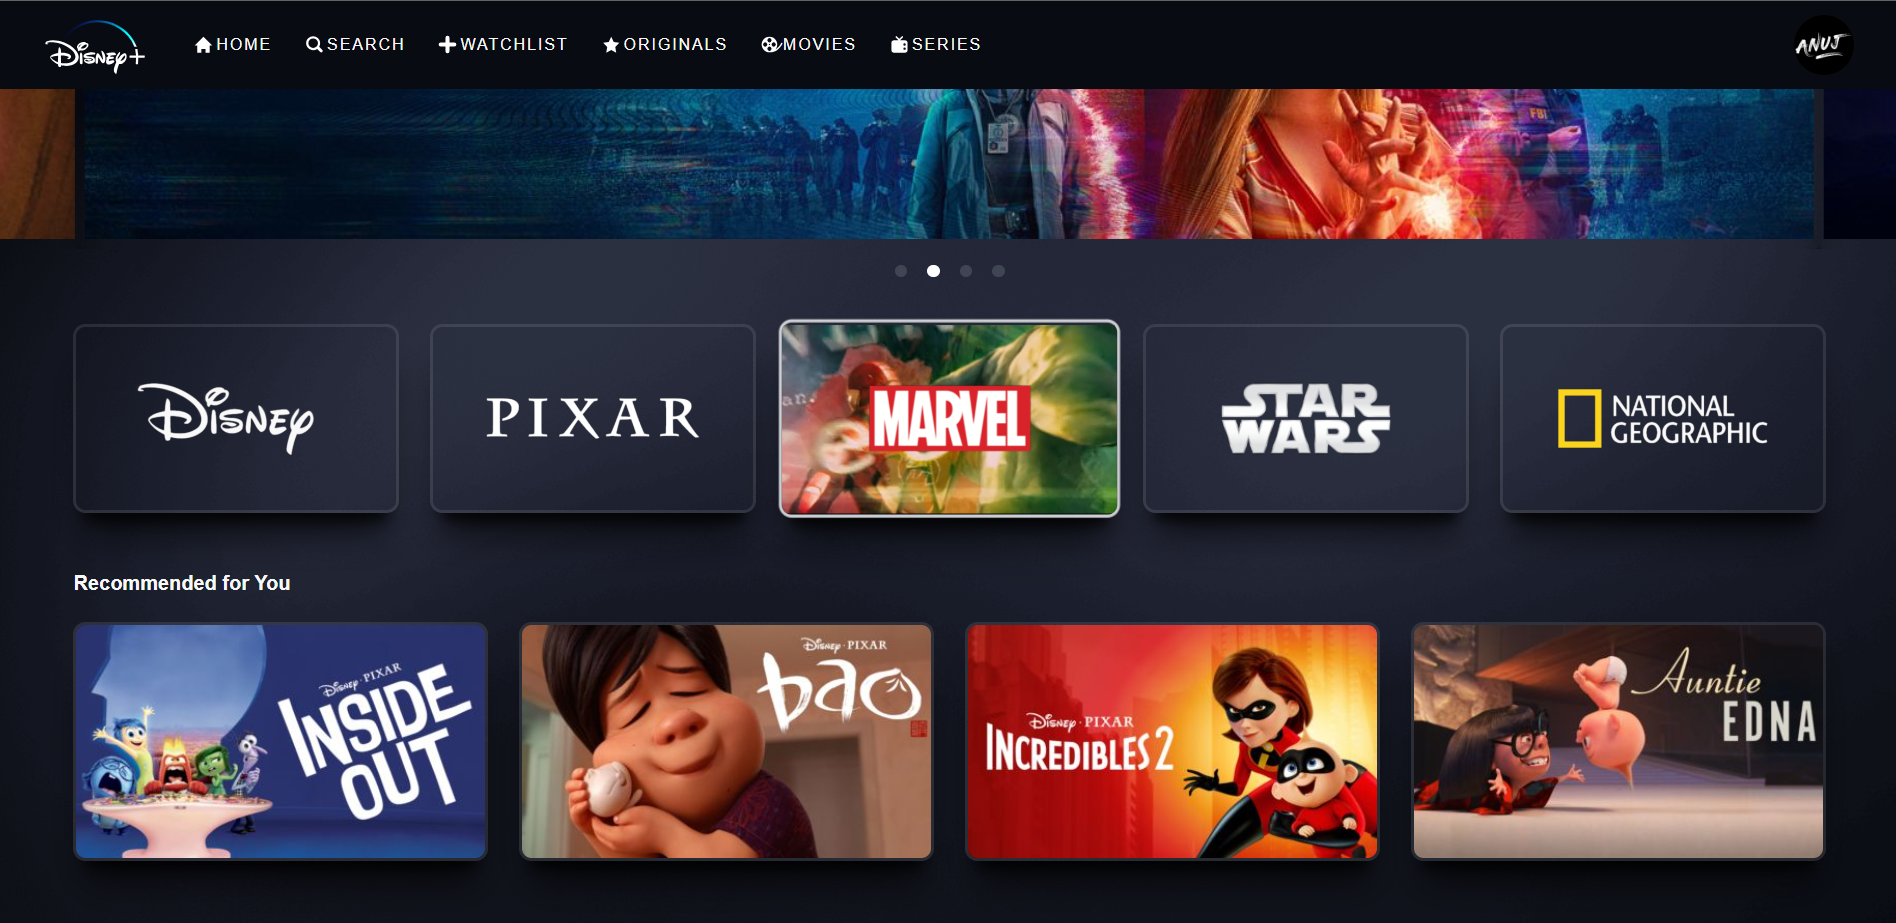 Disney+
HOME
SEARCH
WATCHLIST
ORIGINALS
MOVIES
SERIES
ANUJ
FBI
Disney
PIXAR
an.
MARVEL
STAR
WARS
NATIONAL
GEOGRAPHIC
Recommended for You
Disney · PIXAR
INSIDE
OUT
Disney · PIXAR
bao
Disney · PIXAR
INCREDIBLES 2
Auntie
EDNA